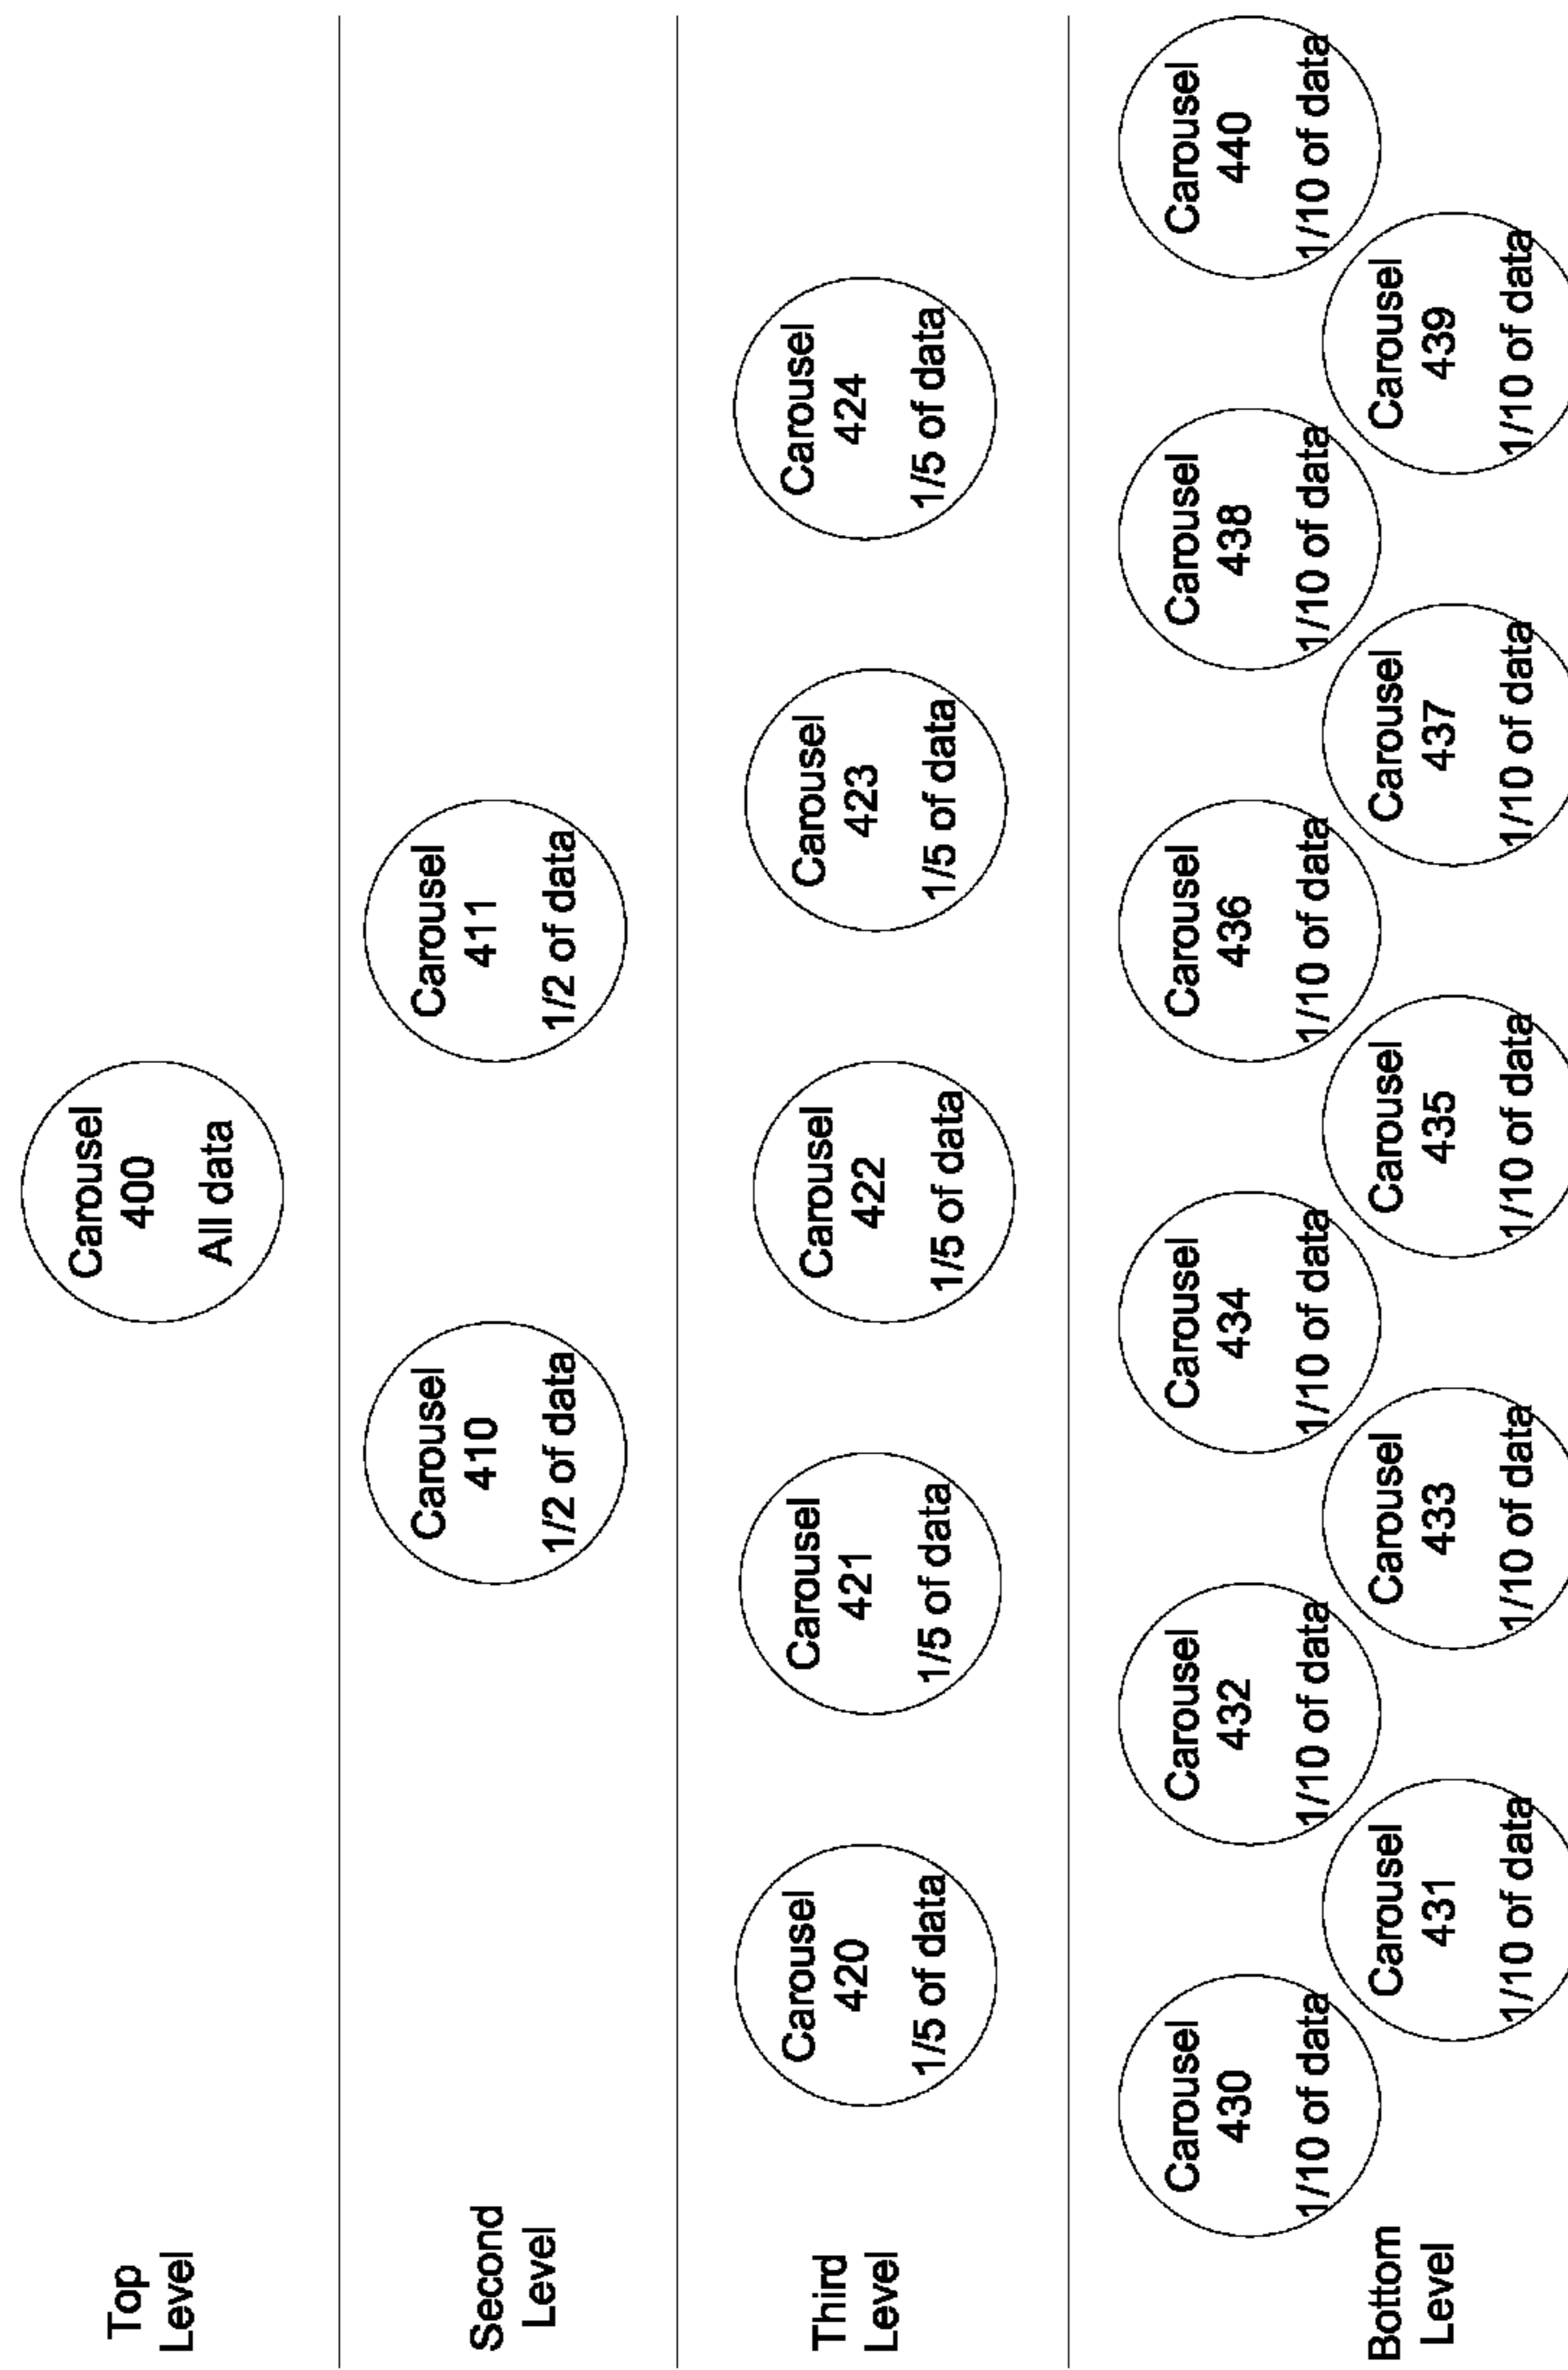 Top
Level
Carousel
400
All data
Second
Level
Carousel
410
1/2 of data
Carousel
411
1/2 of data
Third
Level
Carousel
420
1/5 of data
Carousel
421
1/5 of data
Carousel
422
1/5 of data
Carousel
423
1/5 of data
Carousel
424
1/5 of data
Bottom
Level
Carousel
430
1/10 of data
Carousel
431
1/10 of data
Carousel
432
1/10 of data
Carousel
433
1/10 of data
Carousel
434
1/10 of data
Carousel
435
1/10 of data
Carousel
436
1/10 of data
Carousel
437
1/10 of data
Carousel
438
1/10 of data
Carousel
439
1/10 of data
Carousel
440
1/10 of data